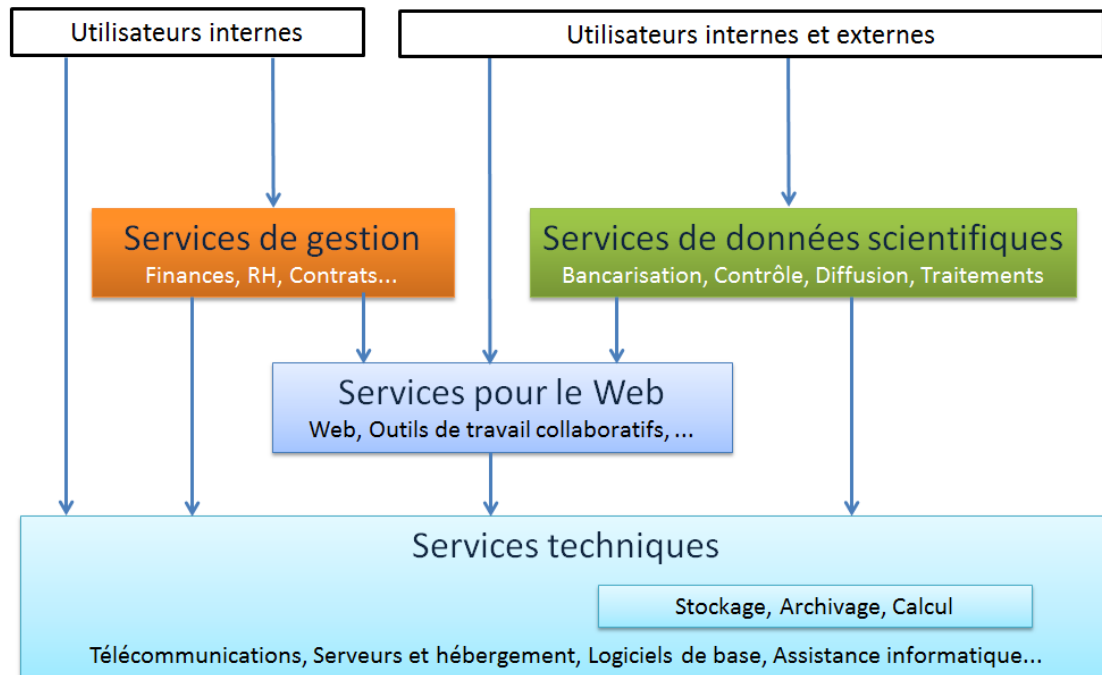 Utilisateurs internes
Utilisateurs internes et externes
Services de gestion
Finances, RH, Contrats...
Services de données scientifiques
Bancarisation, Contrôle, Diffusion, Traitements
Services pour le Web
Web, Outils de travail collaboratifs, ...
Services techniques
Stockage, Archivage, Calcul
Télécommunications, Serveurs et hébergement, Logiciels de base, Assistance informatique...